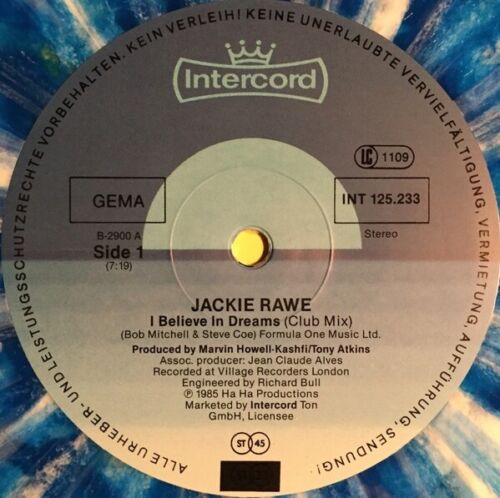 ALLE URHEBER- UND LEISTUNGSSCHUTZRECHTE VORBEHALTEN. KEIN VERLEIH! KEINE UNERLAUBTE VERVIELFÄLTIGUNG, VERMIETUNG, AUFFÜHRUNG, SENDUNG!
Intercord
LC 1109
GEMA
INT 125.233
B-2900 A
Stereo
Side 1
(7:19)
JACKIE RAWE
I Believe In Dreams (Club Mix)
(Bob Mitchell & Steve Coe) Formula One Music Ltd.
Produced by Marvin Howell-Kashfi/Tony Atkins
Assoc. producer: Jean Claude Alves
Recorded at Village Recorders London
Engineered by Richard Bull
Ⓟ 1985 Ha Ha Productions
Marketed by Intercord Ton
GmbH, Licensee
ST 45